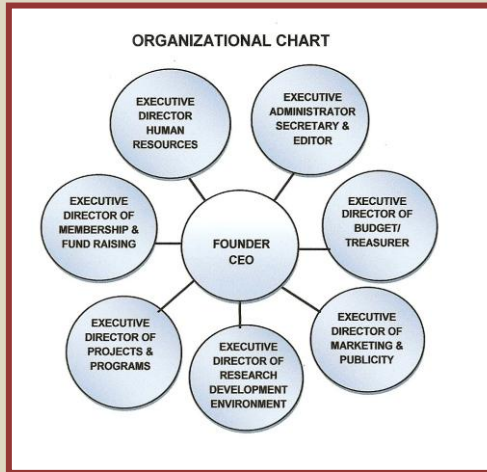 ORGANIZATIONAL CHART
EXECUTIVE
DIRECTOR
HUMAN
RESOURCES
EXECUTIVE
ADMINISTRATOR
SECRETARY &
EDITOR
EXECUTIVE
DIRECTOR OF
MEMBERSHIP &
FUND RAISING
FOUNDER
CEO
EXECUTIVE
DIRECTOR OF
BUDGET/
TREASURER
EXECUTIVE
DIRECTOR OF
PROJECTS &
PROGRAMS
EXECUTIVE
DIRECTOR OF
RESEARCH
DEVELOPMENT
ENVIRONMENT
EXECUTIVE
DIRECTOR OF
MARKETING &
PUBLICITY